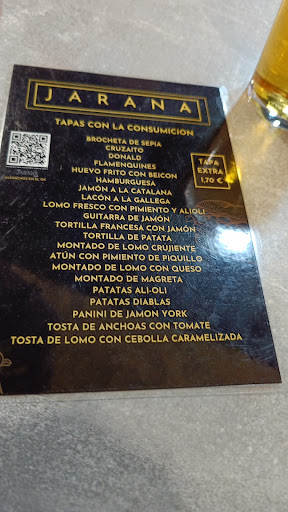 JARANA
TAPAS CON LA CONSUMICION
BROCHETA DE SEPIA
CRUZAITO
DONALD
FLAMENQUINES
HUEVO FRITO CON BEICON
HAMBURGUESA
JAMÓN A LA CATALANA
LACÓN A LA GALLEGA
LOMO FRESCO CON PIMIENTO Y ALIOLI
GUITARRA DE JAMÓN
TORTILLA FRANCESA CON JAMÓN
TORTILLA DE PATATA
MONTADO DE LOMO CRUJIENTE
ATÚN CON PIMIENTO DE PIQUILLO
MONTADO DE LOMO CON QUESO
MONTADO DE MAGRETA
PATATAS ALI-OLI
PATATAS DIABLAS
PANINI DE JAMON YORK
TOSTA DE ANCHOAS CON TOMATE
TOSTA DE LOMO CON CEBOLLA CARAMELIZADA
TAPA
EXTRA
1,70 €